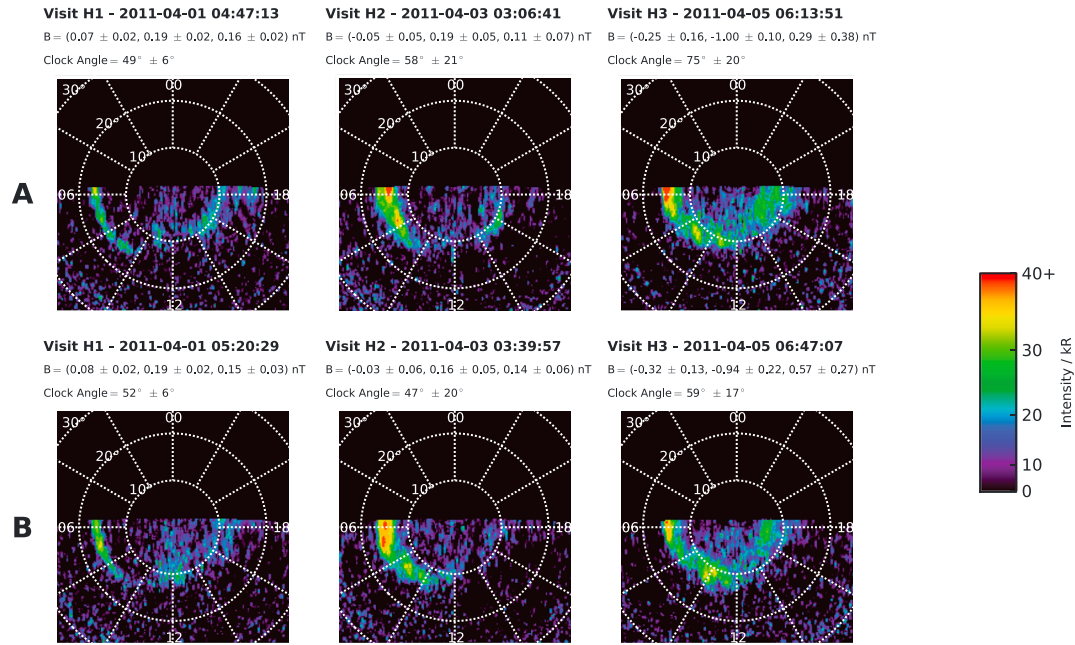 Visit H1 - 2011-04-01 04:47:13
B = (0.07 ± 0.02, 0.19 ± 0.02, 0.16 ± 0.02) nT
Clock Angle = 49° ± 6°
Visit H2 - 2011-04-03 03:06:41
B = (-0.05 ± 0.05, 0.19 ± 0.05, 0.11 ± 0.07) nT
Clock Angle = 58° ± 21°
Visit H3 - 2011-04-05 06:13:51
B = (-0.25 ± 0.16, -1.00 ± 0.10, 0.29 ± 0.38) nT
Clock Angle = 75° ± 20°
A
30°
00
20°
10°
06
18
12
30°
00
20°
10°
06
18
12
30°
00
20°
10°
06
18
12
Visit H1 - 2011-04-01 05:20:29
B = (0.08 ± 0.02, 0.19 ± 0.02, 0.15 ± 0.03) nT
Clock Angle = 52° ± 6°
Visit H2 - 2011-04-03 03:39:57
B = (-0.03 ± 0.06, 0.16 ± 0.05, 0.14 ± 0.06) nT
Clock Angle = 47° ± 20°
Visit H3 - 2011-04-05 06:47:07
B = (-0.32 ± 0.13, -0.94 ± 0.22, 0.57 ± 0.27) nT
Clock Angle = 59° ± 17°
B
30°
00
20°
10°
06
18
12
30°
00
20°
10°
06
18
12
30°
00
20°
10°
06
18
12
40+
30
20
10
0
Intensity / kR